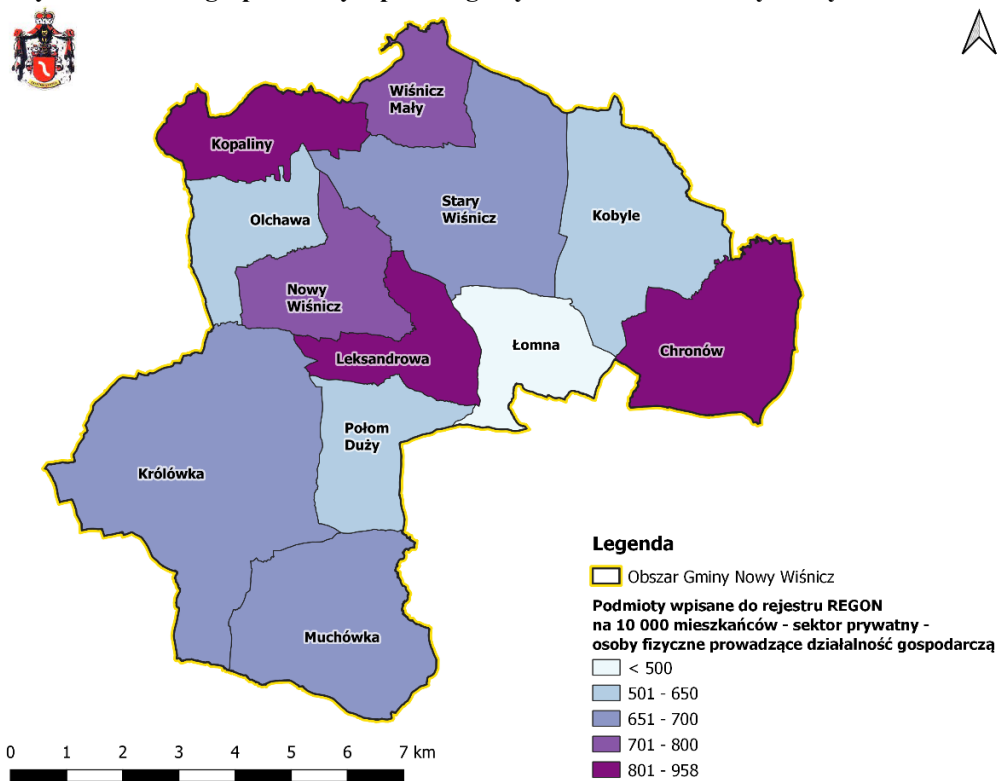 Wiśnicz
Mały
Kopaliny
Stary
Wiśnicz
Kobyle
Olchawa
Nowy
Wiśnicz
Łomna
Chronów
Leksandrowa
Połom
Duży
Królówka
Muchówka
Legenda
Obszar Gminy Nowy Wiśnicz
Podmioty wpisane do rejestru REGON
na 10 000 mieszkańców - sektor prywatny -
osoby fizyczne prowadzące działalność gospodarczą
< 500
501 - 650
651 - 700
701 - 800
801 - 958
0 1 2 3 4 5 6 7 km